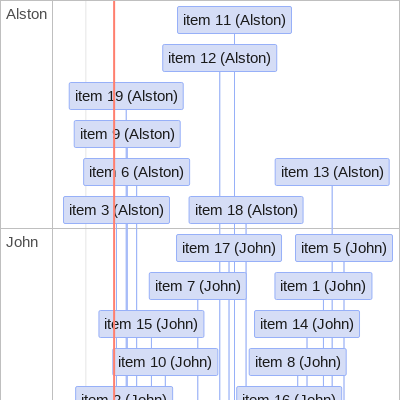 Alston
item 11 (Alston)
item 12 (Alston)
item 19 (Alston)
item 9 (Alston)
item 6 (Alston)
item 13 (Alston)
item 3 (Alston)
item 18 (Alston)
John
item 17 (John)
item 5 (John)
item 7 (John)
item 1 (John)
item 15 (John)
item 14 (John)
item 10 (John)
item 8 (John)
item 2 (John)
item 16 (John)